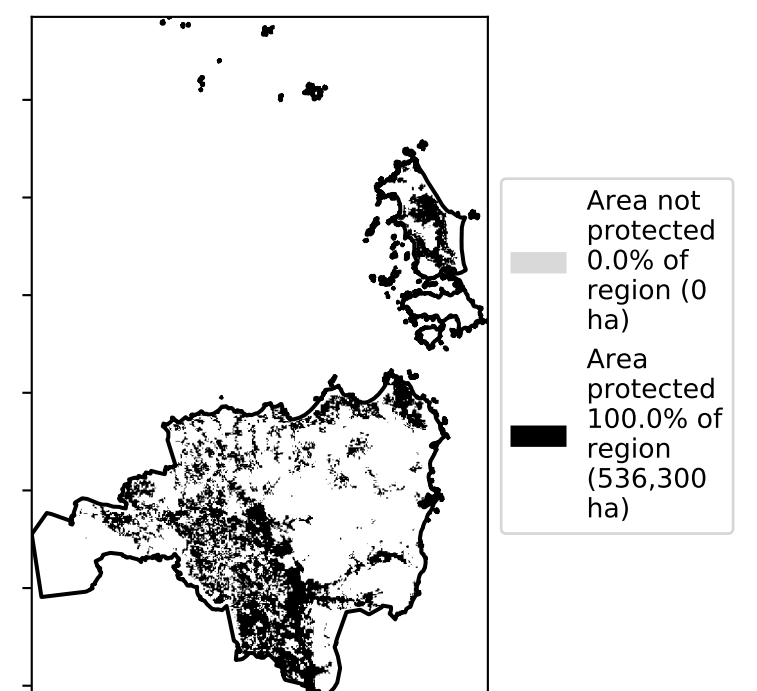 Area not
protected
0.0% of
region (0
ha)
Area
protected
100.0% of
region
(536,300
ha)